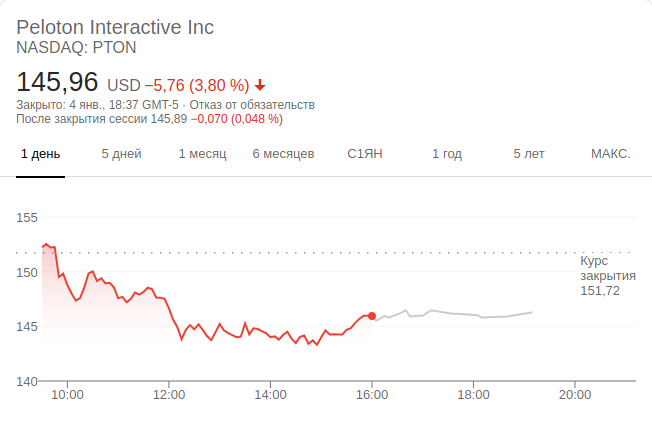 Peloton Interactive Inc
NASDAQ: PTON
145,96 USD −5,76 (3,80 %)
Закрыто: 4 янв., 18:37 GMT-5 · Отказ от обязательств
После закрытия сессии 145,89 −0,070 (0,048 %)
1 день 5 дней 1 месяц 6 месяцев С1ЯН 1 год 5 лет МАКС.
155
Курс
закрытия
151,72
150
145
140
10:00 12:00 14:00 16:00 18:00 20:00